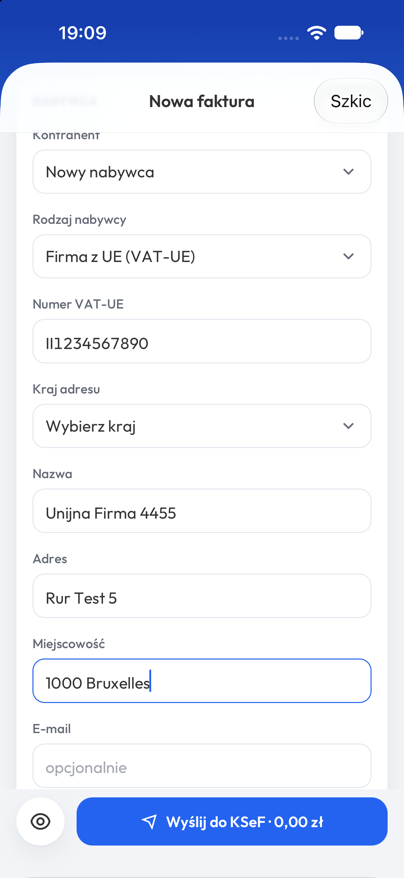 19:09
Nowa faktura
Szkic
Kontrahent
Nowy nabywca
Rodzaj nabywcy
Firma z UE (VAT-UE)
Numer VAT-UE
II1234567890
Kraj adresu
Wybierz kraj
Nazwa
Unijna Firma 4455
Adres
Rur Test 5
Miejscowość
1000 Bruxelles
E-mail
opcjonalnie
Wyślij do KSeF · 0,00 zł